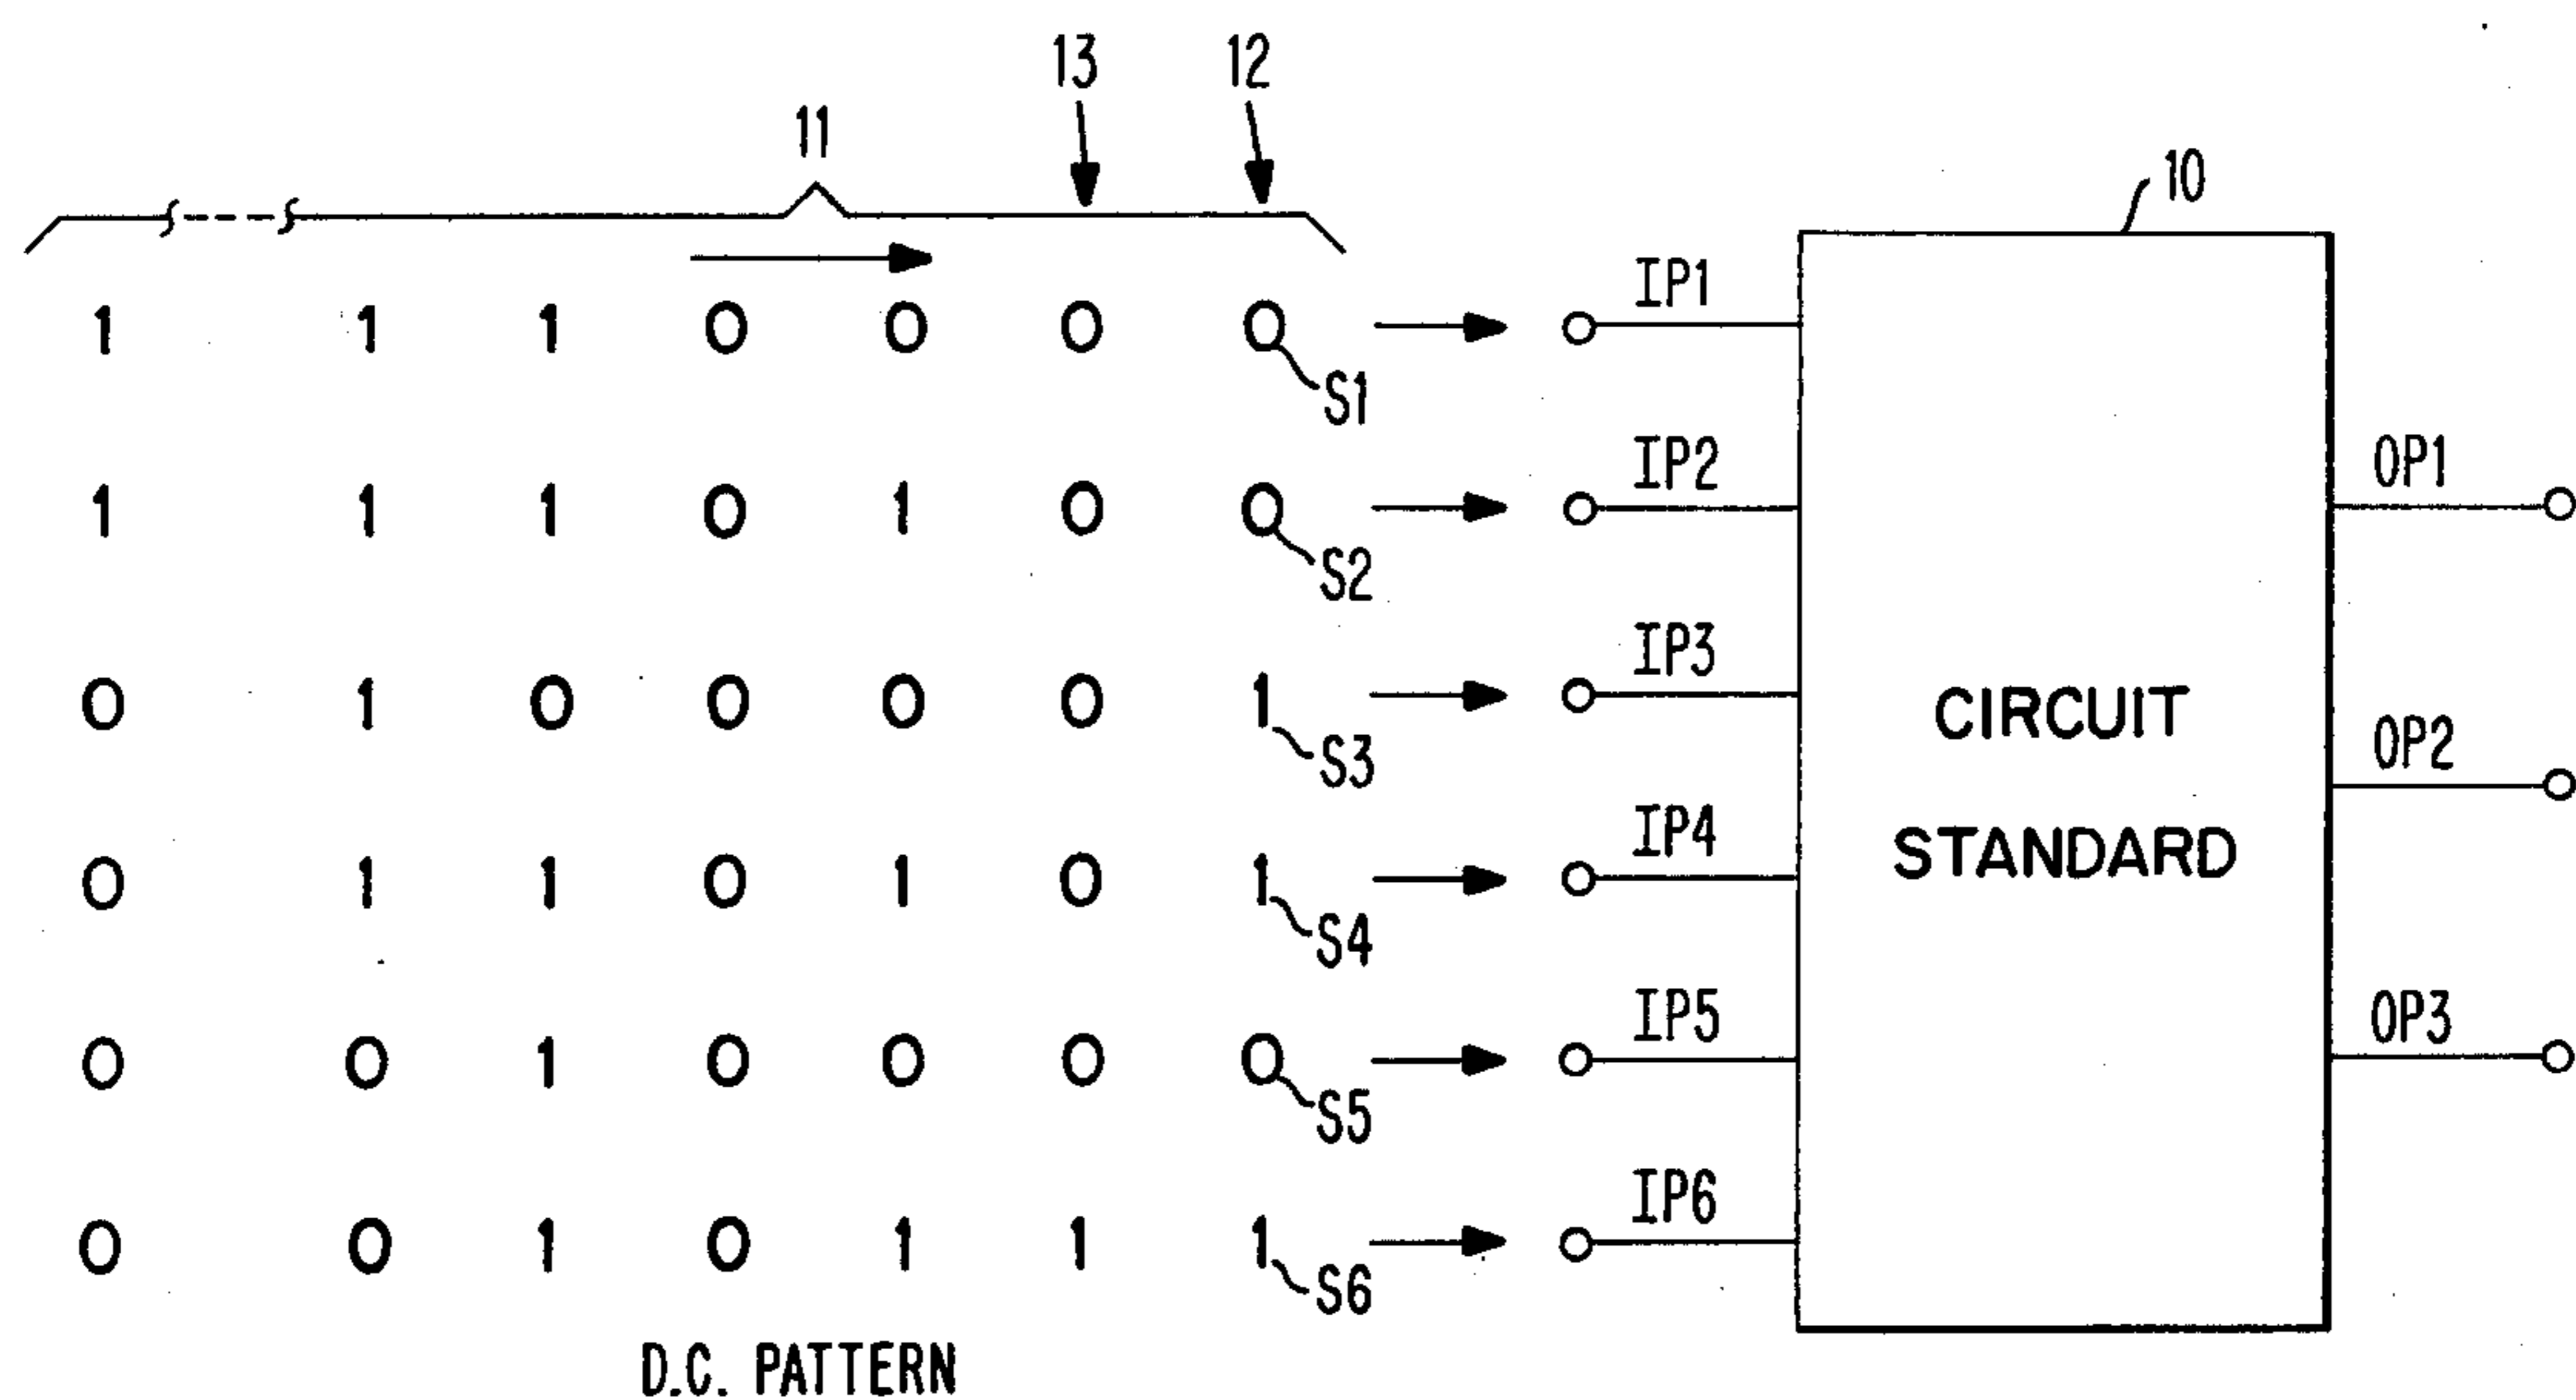 13 12
11
10
1 1 1 0 0 0 0 IP1
S1
1 1 1 0 1 0 0 IP2 OP1
S2
0 1 0 0 0 0 1 IP3
S3
CIRCUIT
STANDARD
OP2
0 1 1 0 1 0 1 IP4
S4
0 0 1 0 0 0 0 IP5 OP3
S5
0 0 1 0 1 1 1 IP6
S6
D.C. PATTERN